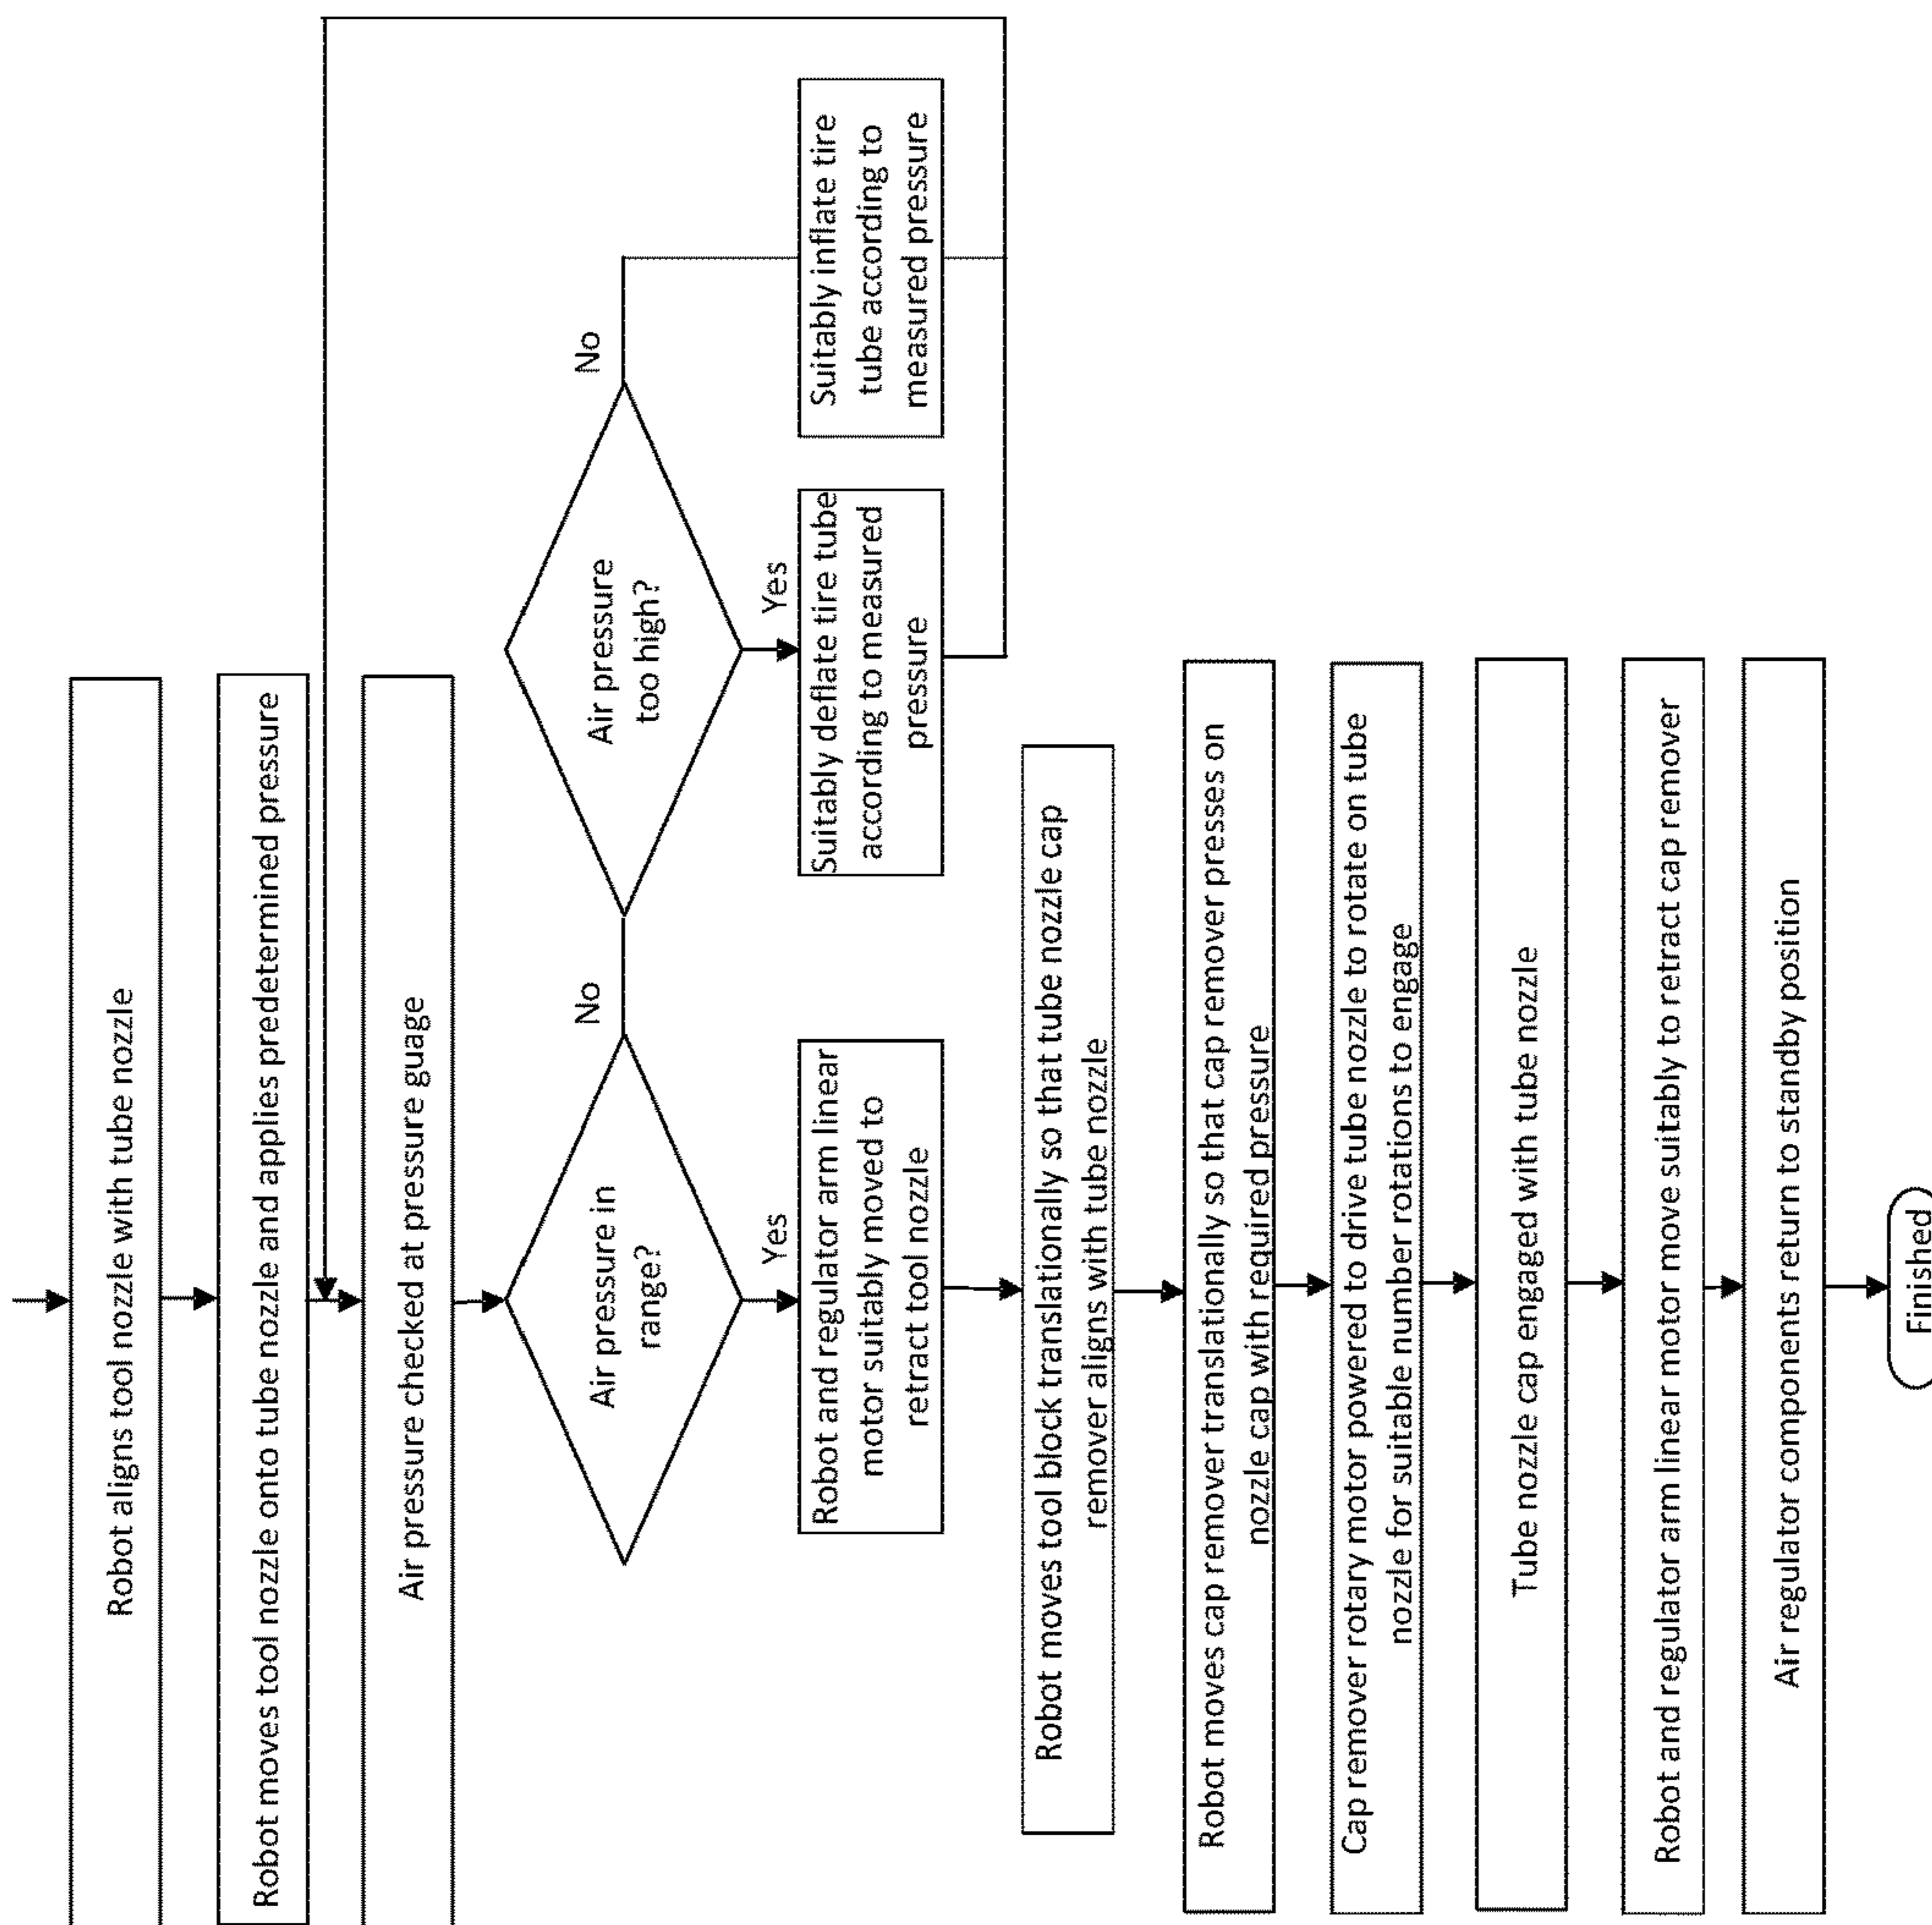 Robot aligns tool nozzle with tube nozzle
Robot moves tool nozzle onto tube nozzle and applies predetermined pressure
Air pressure checked at pressure guage
Air pressure in
range?
No
Yes
Air pressure
too high?
No
Yes
Robot and regulator arm linear
motor suitably moved to
retract tool nozzle
Suitably deflate tire tube
according to measured
pressure
Suitably inflate tire
tube according to
measured pressure
Robot moves tool block translationally so that tube nozzle cap
remover aligns with tube nozzle
Robot moves cap remover translationally so that cap remover presses on
nozzle cap with required pressure
Cap remover rotary motor powered to drive tube nozzle to rotate on tube
nozzle for suitable number rotations to engage
Tube nozzle cap engaged with tube nozzle
Robot and regulator arm linear motor move suitably to retract cap remover
Air regulator components return to standby position
Finished